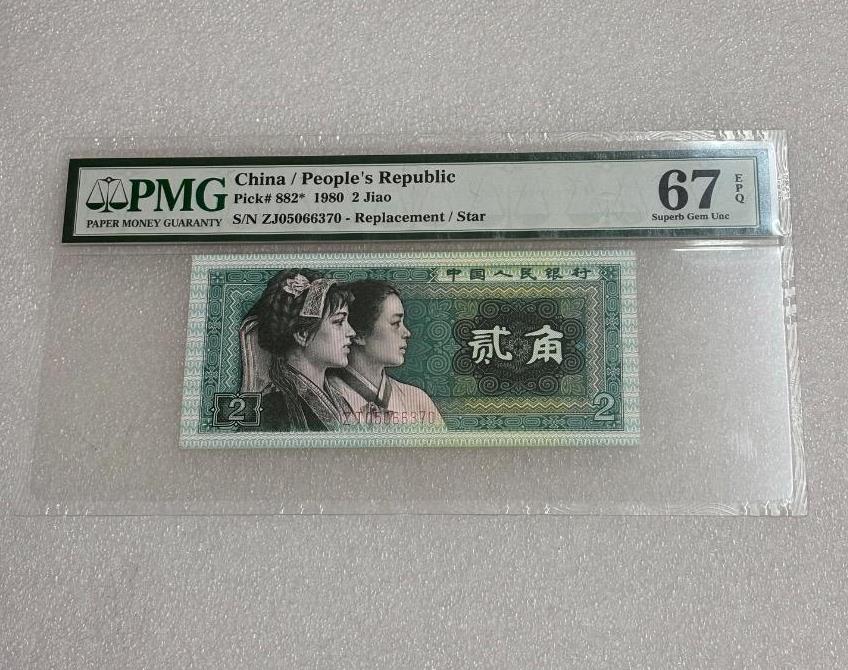 PMG
PAPER MONEY GUARANTY
China / People's Republic
Pick# 882* 1980 2 Jiao
S/N ZJ05066370 - Replacement / Star
67
EPQ
Superb Gem Unc
中国人民银行
贰角
2
ZJ05066370
2